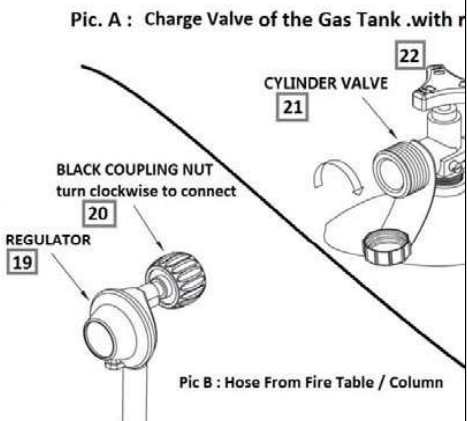 Pic. A : Charge Valve of the Gas Tank .with
22
CYLINDER VALVE
21
BLACK COUPLING NUT
turn clockwise to connect
20
REGULATOR
19
Pic B : Hose From Fire Table / Column